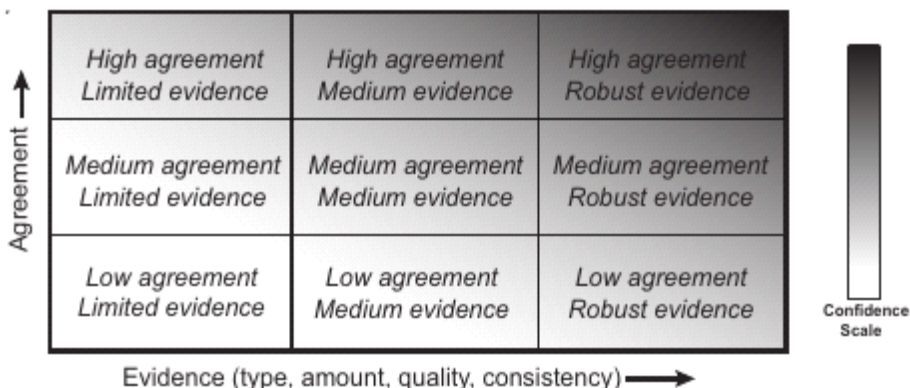 High agreement
Limited evidence
High agreement
Medium evidence
High agreement
Robust evidence
Agreement
Medium agreement
Limited evidence
Medium agreement
Medium evidence
Medium agreement
Robust evidence
Low agreement
Limited evidence
Low agreement
Medium evidence
Low agreement
Robust evidence
Confidence
Scale
Evidence (type, amount, quality, consistency)